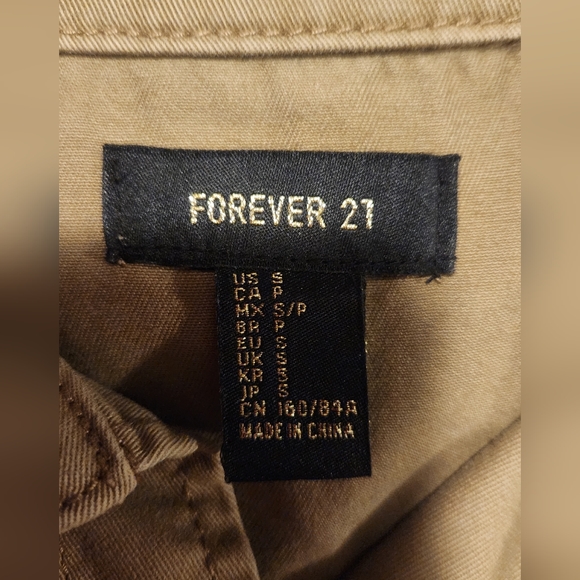 FOREVER 21
US S
CA P
MX S/P
BR P
EU S
UK S
KR S
JP S
CN 160/84A
MADE IN CHINA